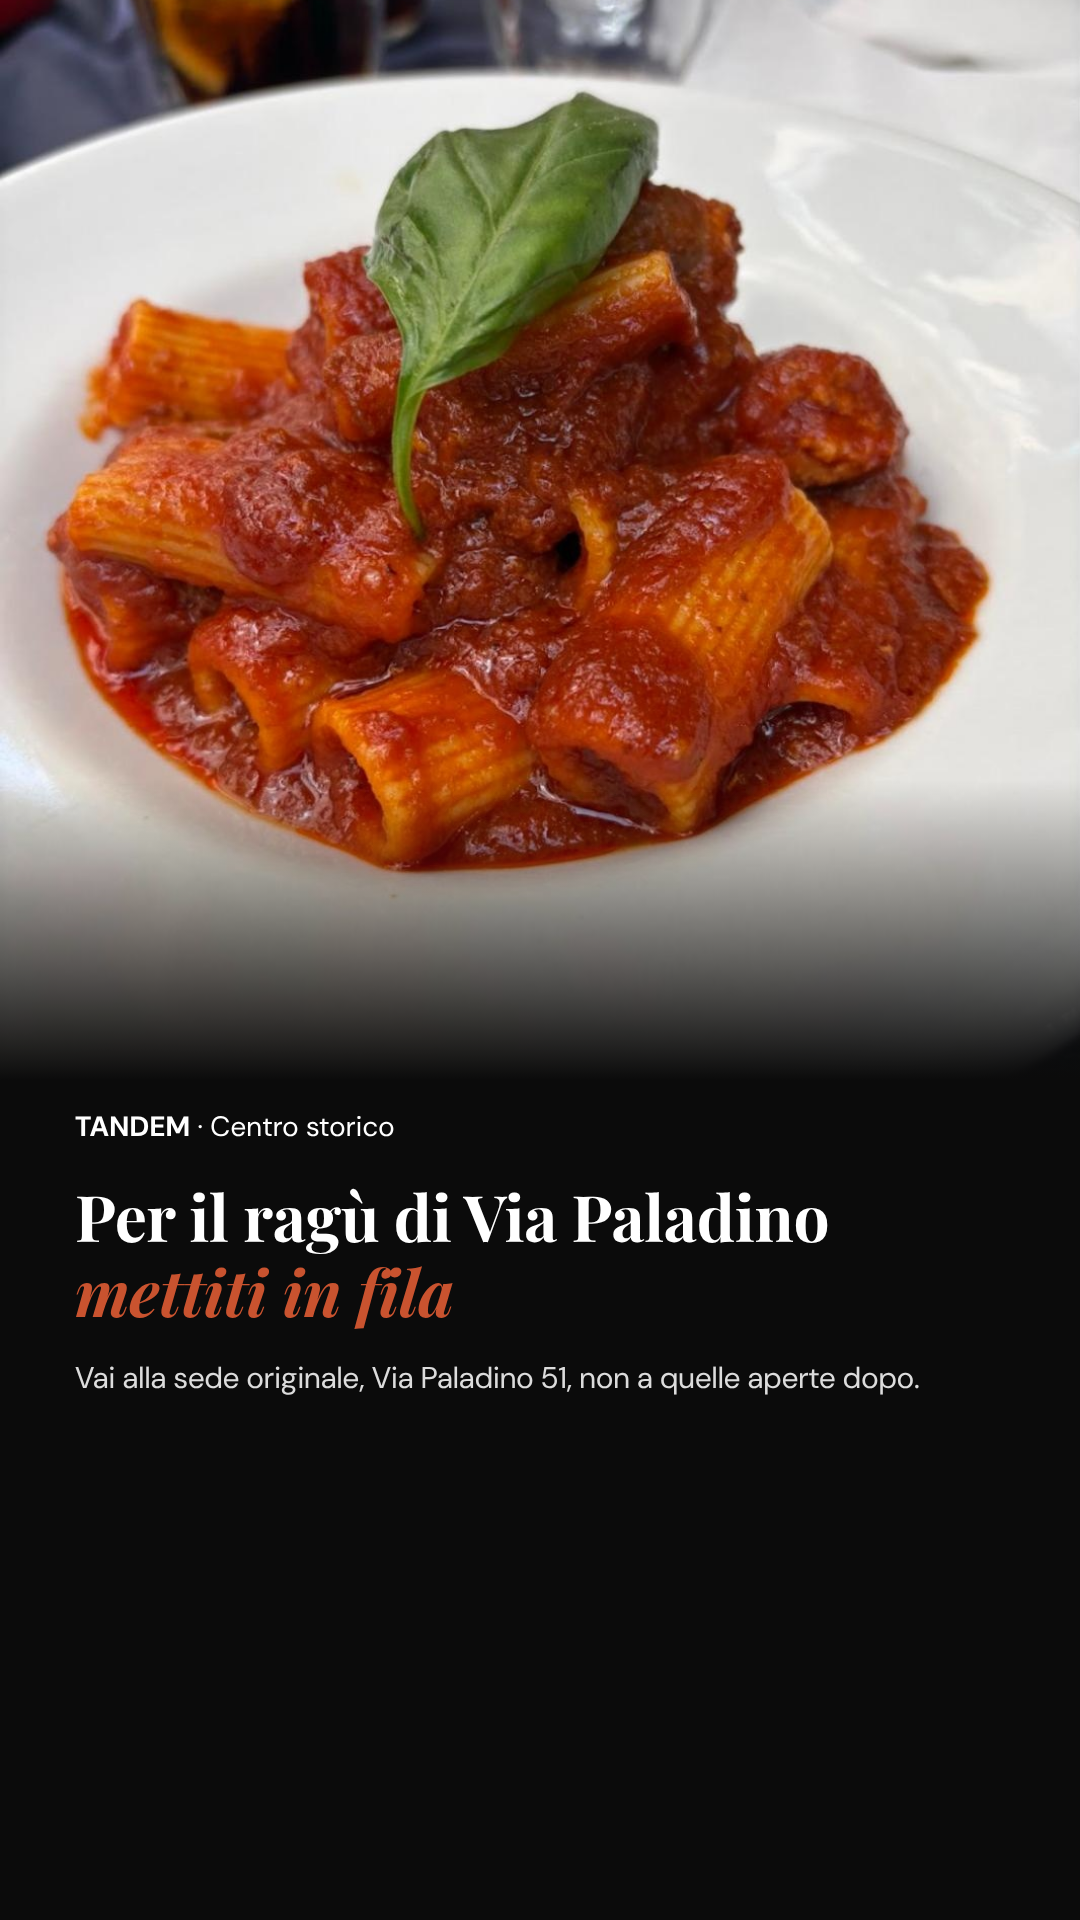 TANDEM · Centro storico
Per il ragù di Via Paladino
mettiti in fila
Vai alla sede originale, Via Paladino 51, non a quelle aperte dopo.